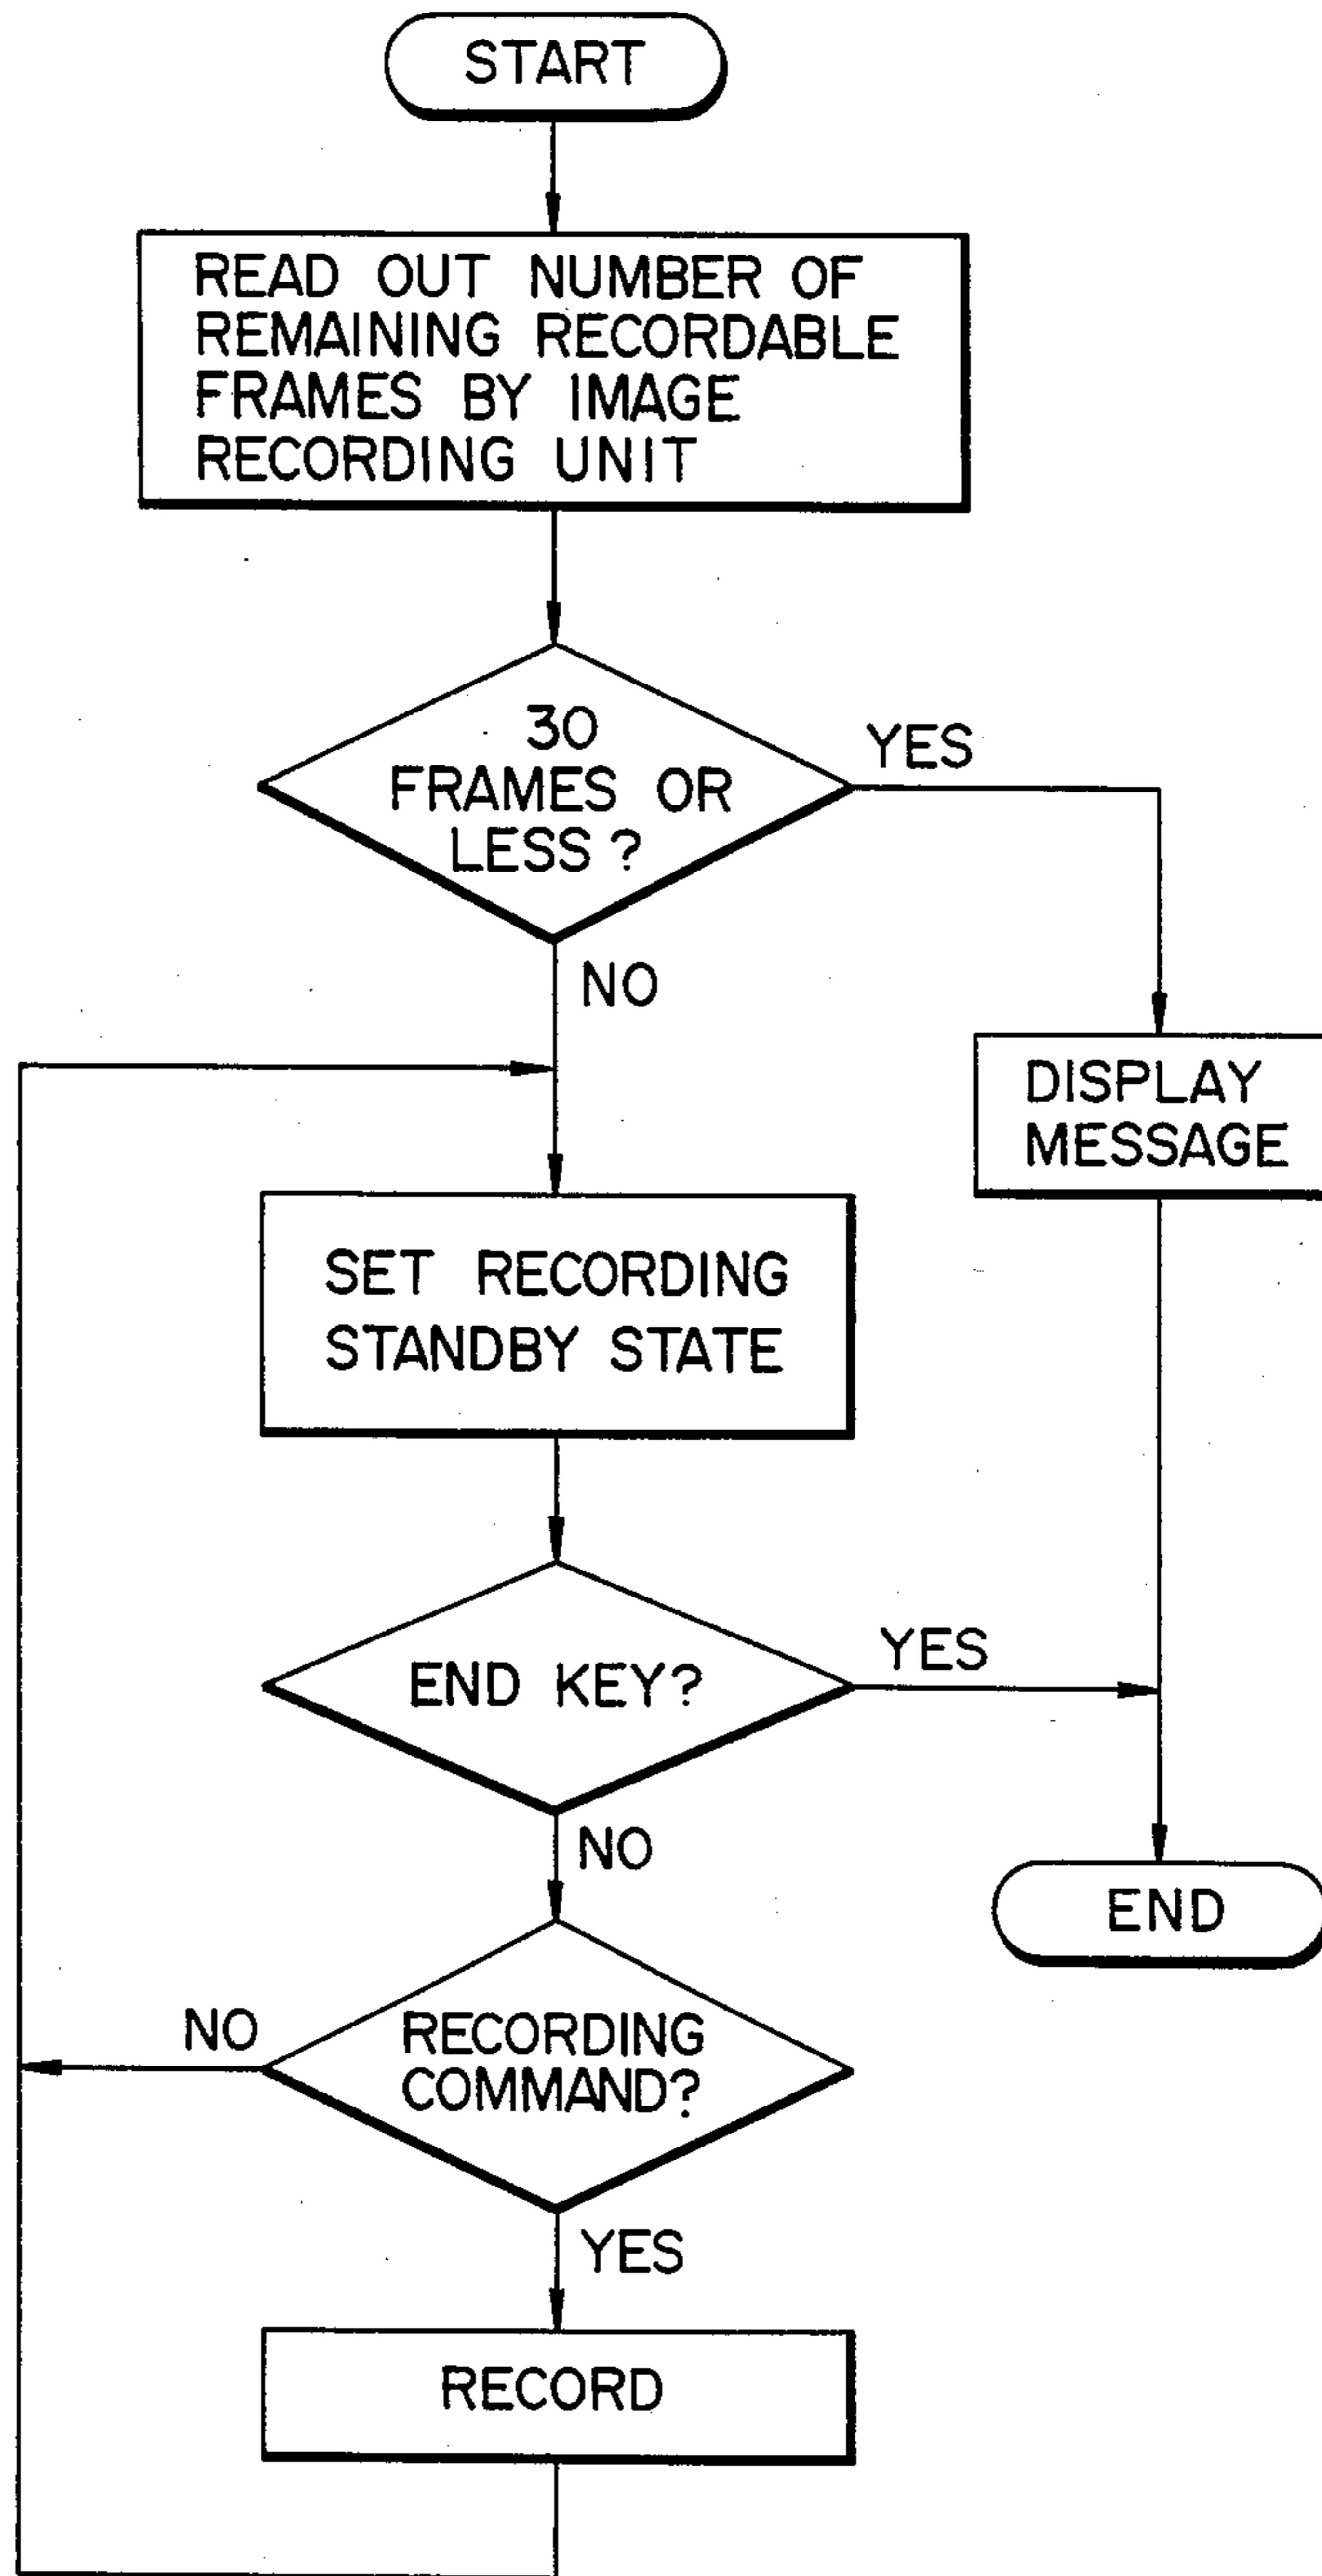 START
READ OUT NUMBER OF
REMAINING RECORDABLE
FRAMES BY IMAGE
RECORDING UNIT
30
FRAMES OR
LESS?
YES
NO
DISPLAY
MESSAGE
SET RECORDING
STANDBY STATE
END KEY?
YES
NO
END
RECORDING
COMMAND?
NO
YES
RECORD